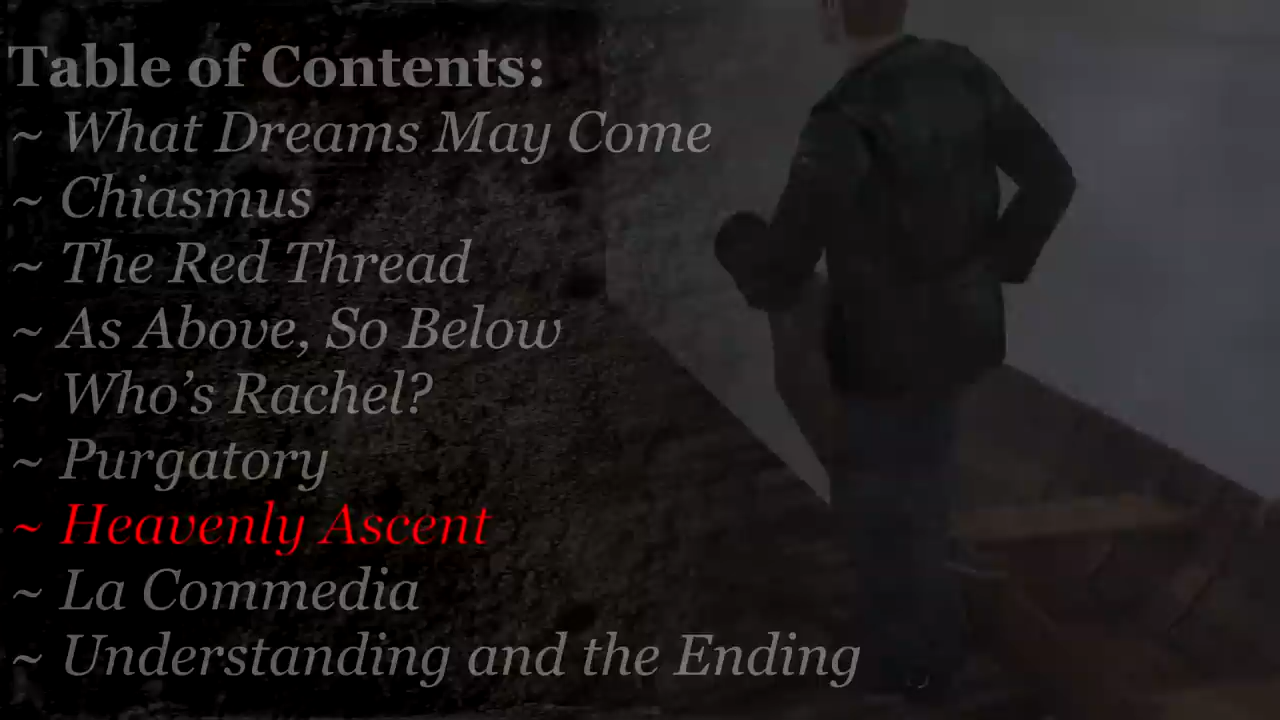 Table of Contents:
~ What Dreams May Come
~ Chiasmus
~ The Red Thread
~ As Above, So Below
~ Who’s Rachel?
~ Purgatory
~ Heavenly Ascent
~ La Commedia
~ Understanding and the Ending